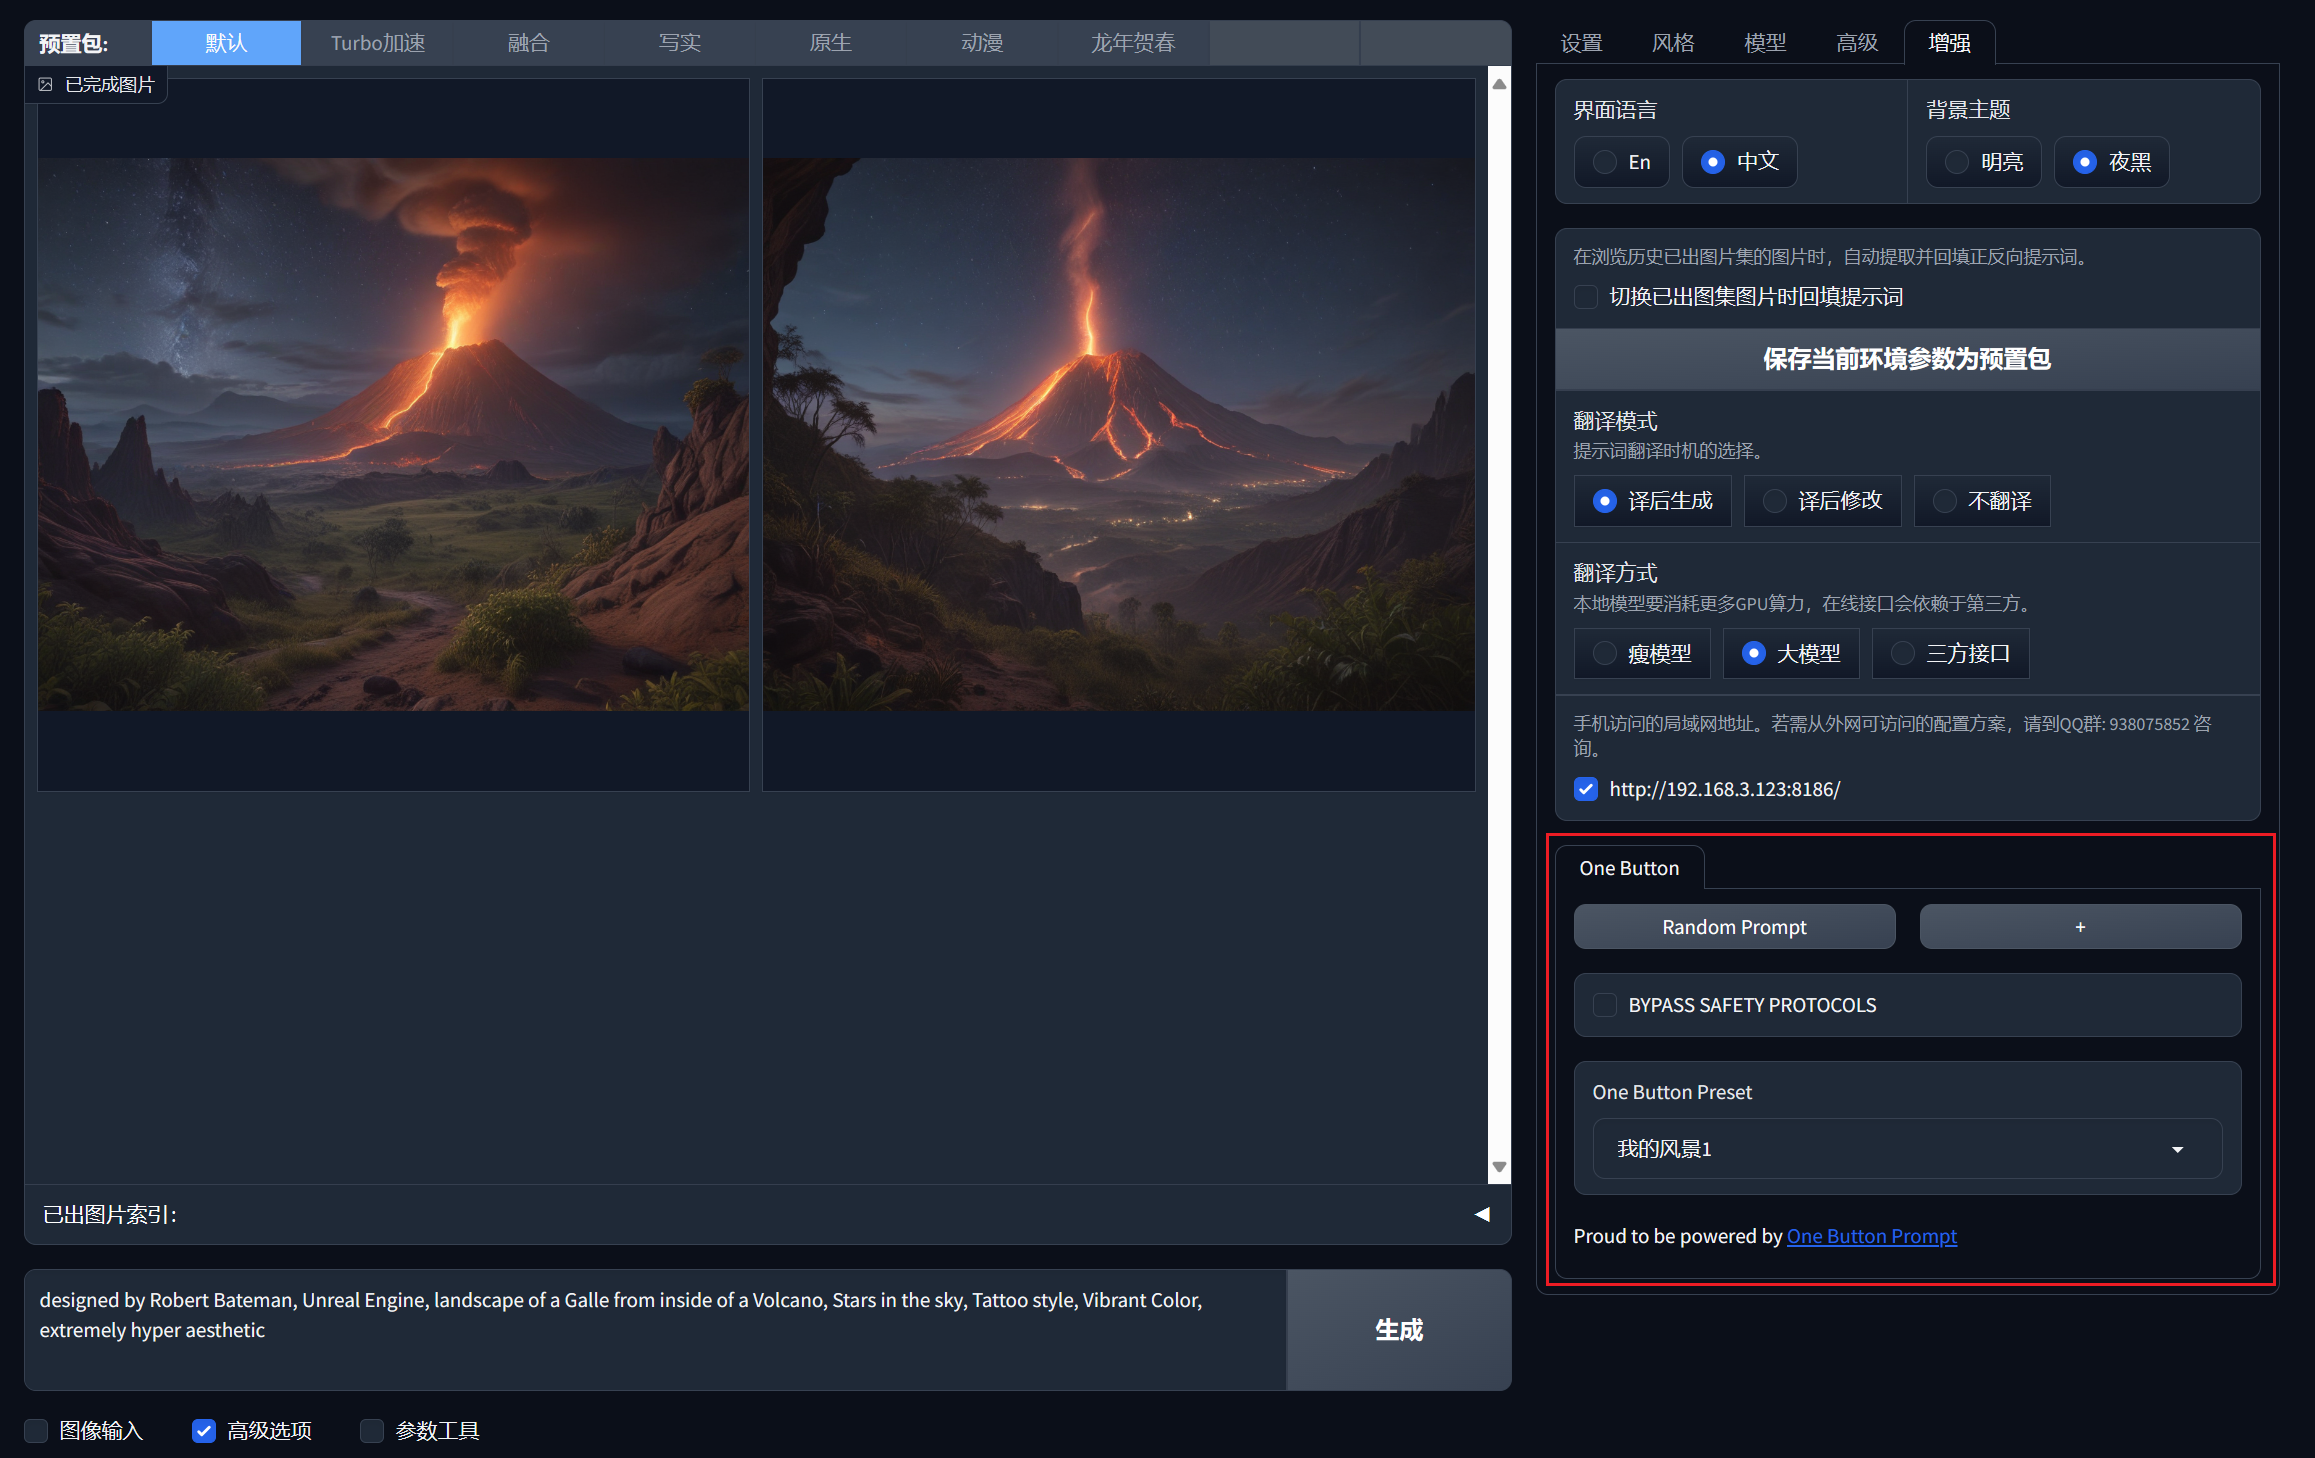 预置包:
默认
Turbo加速
融合
写实
原生
动漫
龙年贺春
已完成图片
已出图片索引:
designed by Robert Bateman, Unreal Engine, landscape of a Galle from inside of a Volcano, Stars in the sky, Tattoo style, Vibrant Color,
extremely hyper aesthetic
生成
图像输入
高级选项
参数工具
设置
风格
模型
高级
增强
界面语言
En
中文
背景主题
明亮
夜黑
在浏览历史已出图片集的图片时，自动提取并回填正反向提示词。
切换已出图集图片时回填提示词
保存当前环境参数为预置包
翻译模式
提示词翻译时机的选择。
译后生成
译后修改
不翻译
翻译方式
本地模型要消耗更多GPU算力，在线接口会依赖于第三方。
瘦模型
大模型
三方接口
手机访问的局域网地址。若需从外网可访问的配置方案，请到QQ群: 938075852 咨
询。
http://192.168.3.123:8186/
One Button
Random Prompt
+
BYPASS SAFETY PROTOCOLS
One Button Preset
我的风景1
Proud to be powered by One Button Prompt